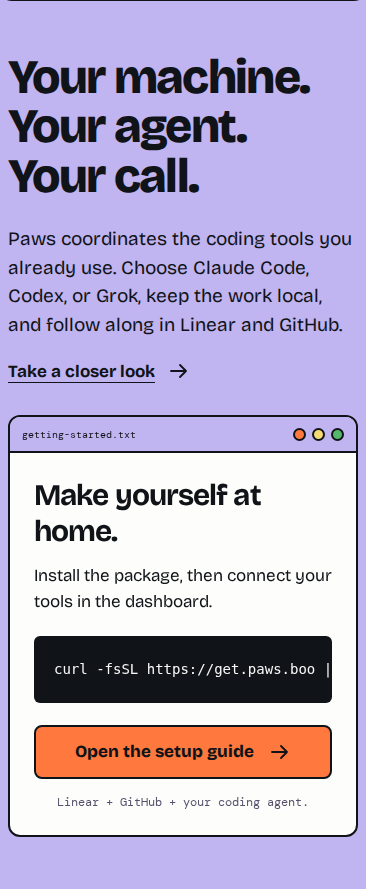 Your machine.
Your agent.
Your call.
Paws coordinates the coding tools you
already use. Choose Claude Code,
Codex, or Grok, keep the work local,
and follow along in Linear and GitHub.
Take a closer look →
getting-started.txt
Make yourself at
home.
Install the package, then connect your
tools in the dashboard.
curl -fsSL https://get.paws.boo |
Open the setup guide →
Linear + GitHub + your coding agent.